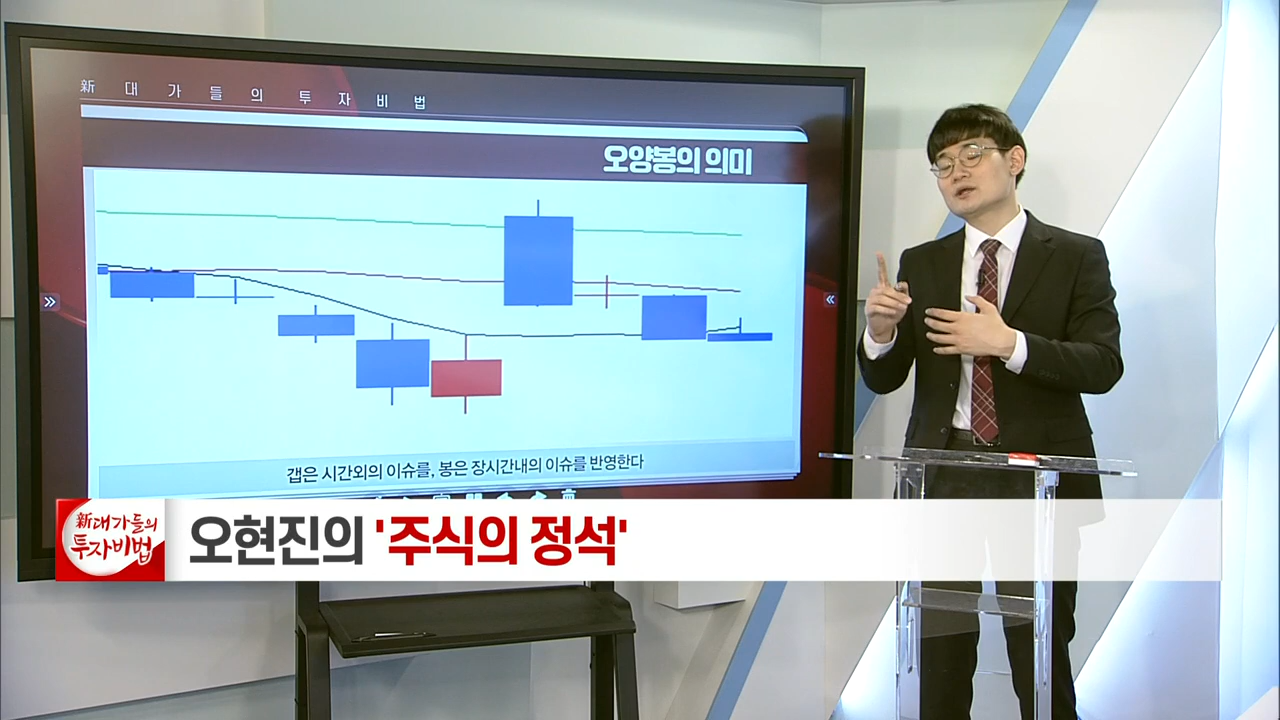 新 대 가 들 의 투 자 비 법
오양봉의 의미
갭은 시간외의 이슈를, 봉은 장시간내의 이슈를 반영한다
新대가들의
투자비법
오현진의 '주식의 정석'